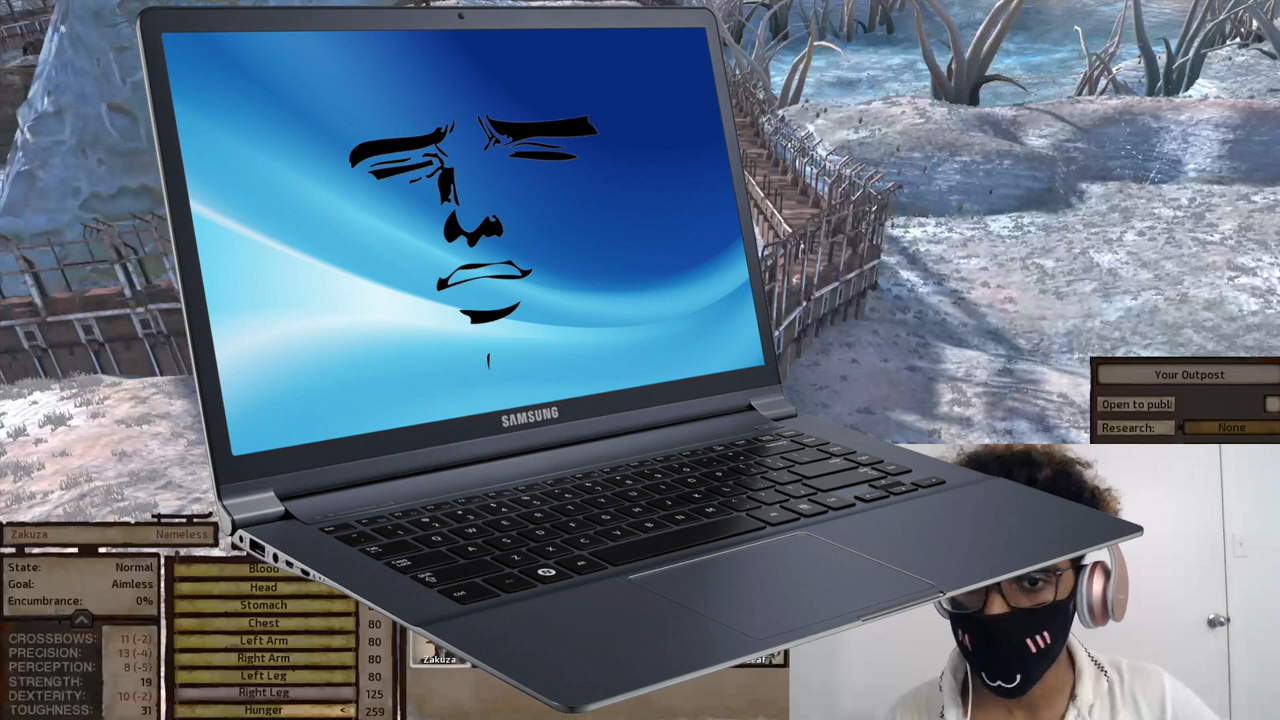 SAMSUNG
Your Outpost
Open to publi
Research: None
Zakuza Nameless
State: Normal
Goal: Aimless
Encumbrance: 0%
CROSSBOWS: 11 (-2)
PRECISION: 13 (-4)
PERCEPTION: 8 (-5)
STRENGTH: 19
DEXTERITY: 10 (-2)
TOUGHNESS: 31
Blood
Head
Stomach
Chest 80
Left Arm 80
Right Arm 80
Left Leg 80
Right Leg 125
Hunger < 259
Zakuza